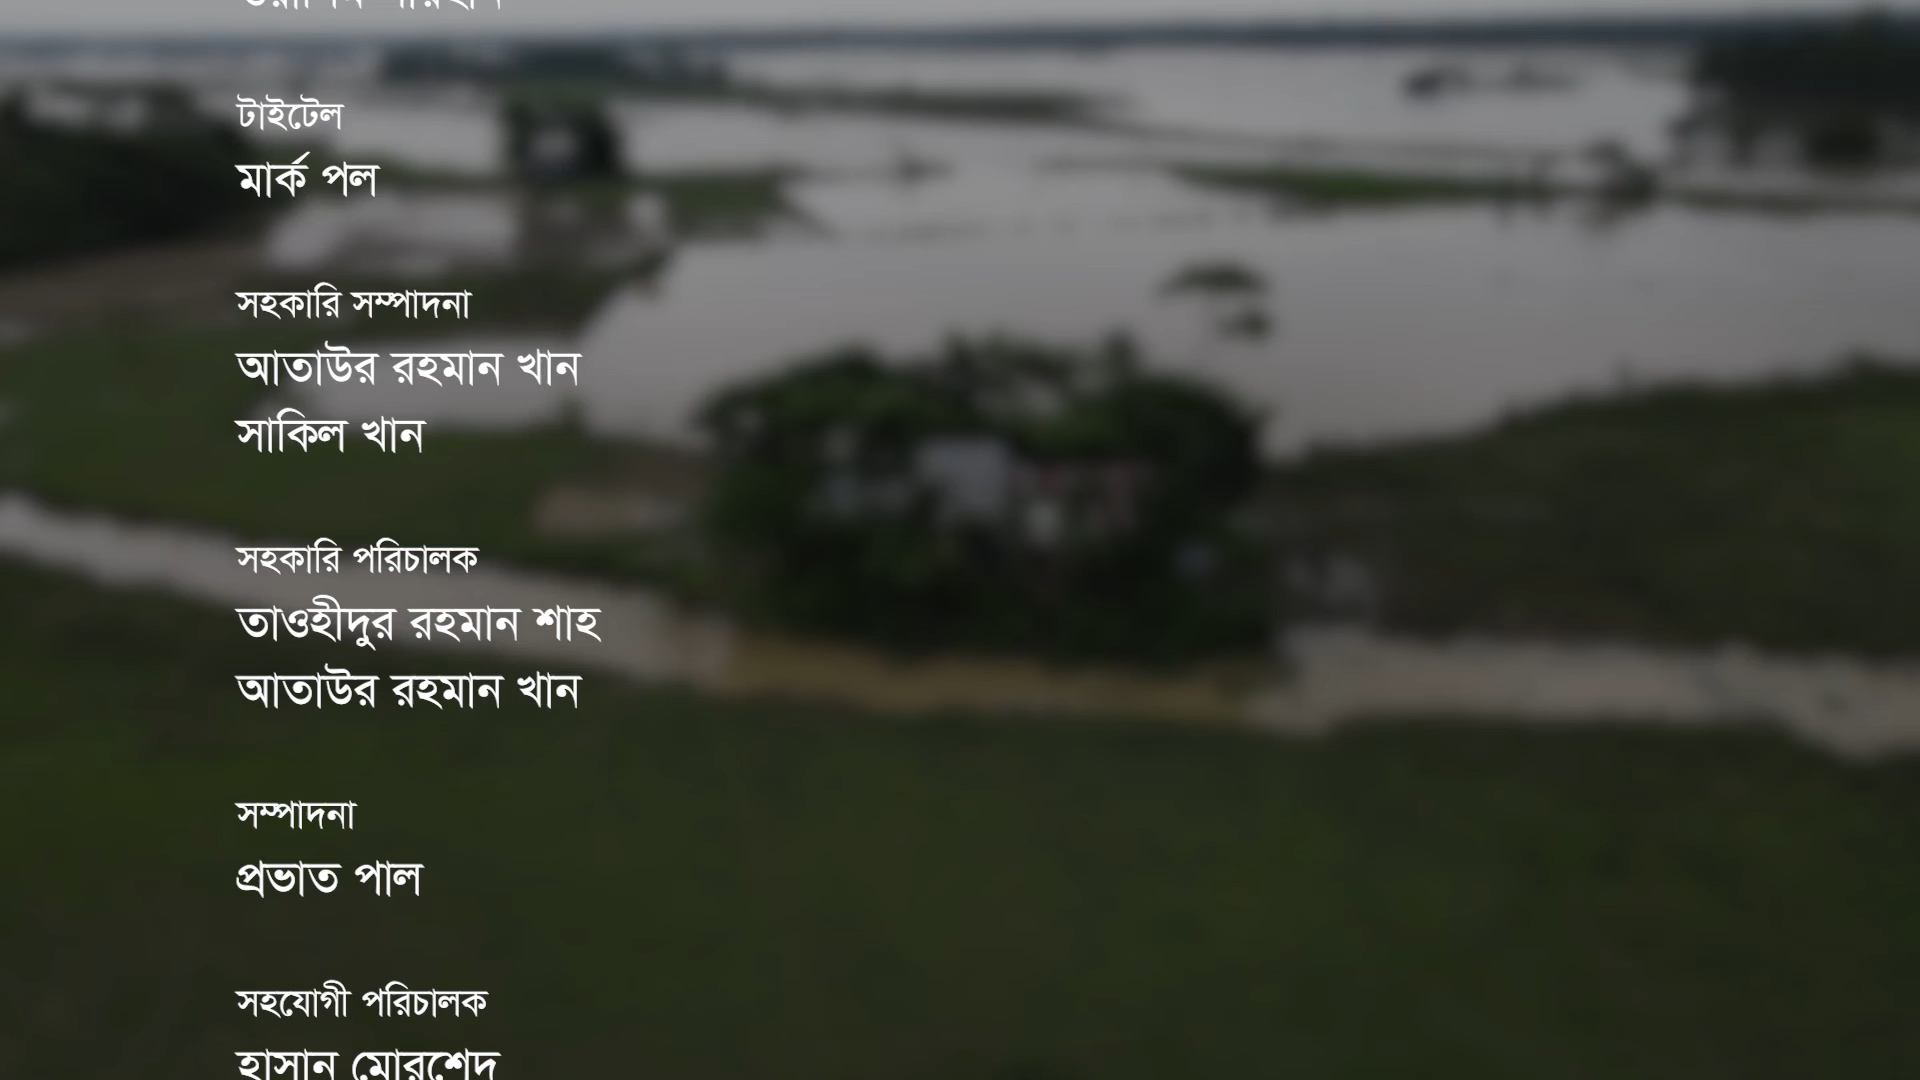 টাইটেল
মার্ক পল
সহকারি সম্পাদনা
আতাউর রহমান খান
সাকিল খান
সহকারি পরিচালক
তাওহীদুর রহমান শাহ
আতাউর রহমান খান
সম্পাদনা
প্রভাত পাল
সহযোগী পরিচালক
হাসান মোরশেদ